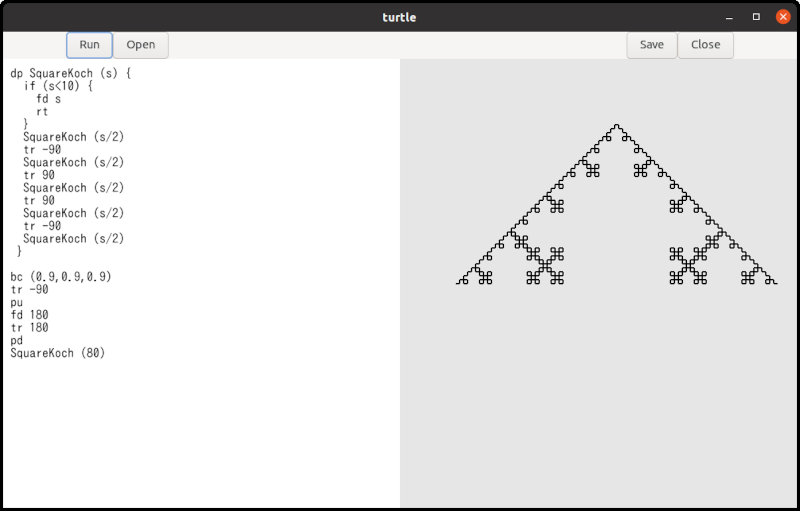 turtle
Run Open Save Close
dp SquareKoch (s) {
  if (s<10) {
    fd s
    rt
  }
  SquareKoch (s/2)
  tr -90
  SquareKoch (s/2)
  tr 90
  SquareKoch (s/2)
  tr 90
  SquareKoch (s/2)
  tr -90
  SquareKoch (s/2)
 }
bc (0.9,0.9,0.9)
tr -90
pu
fd 180
tr 180
pd
SquareKoch (80)